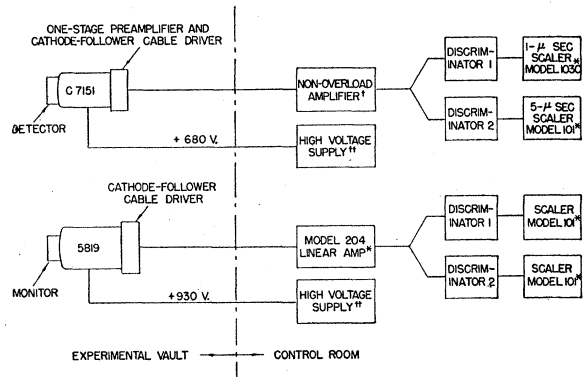 ONE-STAGE PREAMPLIFIER AND
CATHODE-FOLLOWER CABLE DRIVER
C 7151
DETECTOR
+ 680 V.
NON-OVERLOAD
AMPLIFIER†
HIGH VOLTAGE
SUPPLY††
DISCRIM-
INATOR 1
1-μ SEC
SCALER
MODEL 1030*
DISCRIM-
INATOR 2
5-μ SEC
SCALER
MODEL 101*
CATHODE-FOLLOWER
CABLE DRIVER
5819
MONITOR
+930 V.
MODEL 204
LINEAR AMP*
HIGH VOLTAGE
SUPPLY††
DISCRIM-
INATOR 1
SCALER
MODEL 101*
DISCRIM-
INATOR 2
SCALER
MODEL 101*
EXPERIMENTAL VAULT
CONTROL ROOM